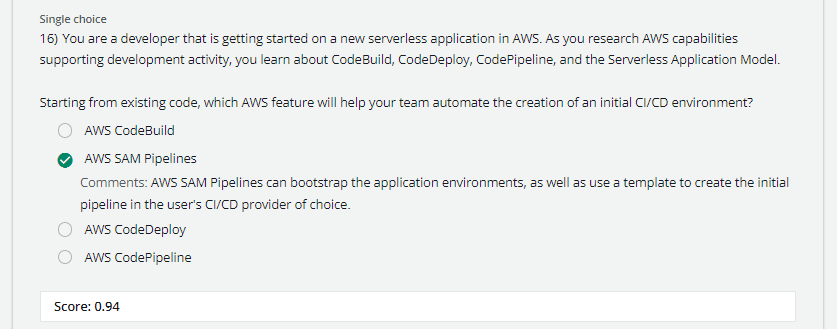 Single choice
16) You are a developer that is getting started on a new serverless application in AWS. As you research AWS capabilities
supporting development activity, you learn about CodeBuild, CodeDeploy, CodePipeline, and the Serverless Application Model.
Starting from existing code, which AWS feature will help your team automate the creation of an initial CI/CD environment?
AWS CodeBuild
AWS SAM Pipelines
Comments: AWS SAM Pipelines can bootstrap the application environments, as well as use a template to create the initial
pipeline in the user's CI/CD provider of choice.
AWS CodeDeploy
AWS CodePipeline
Score: 0.94